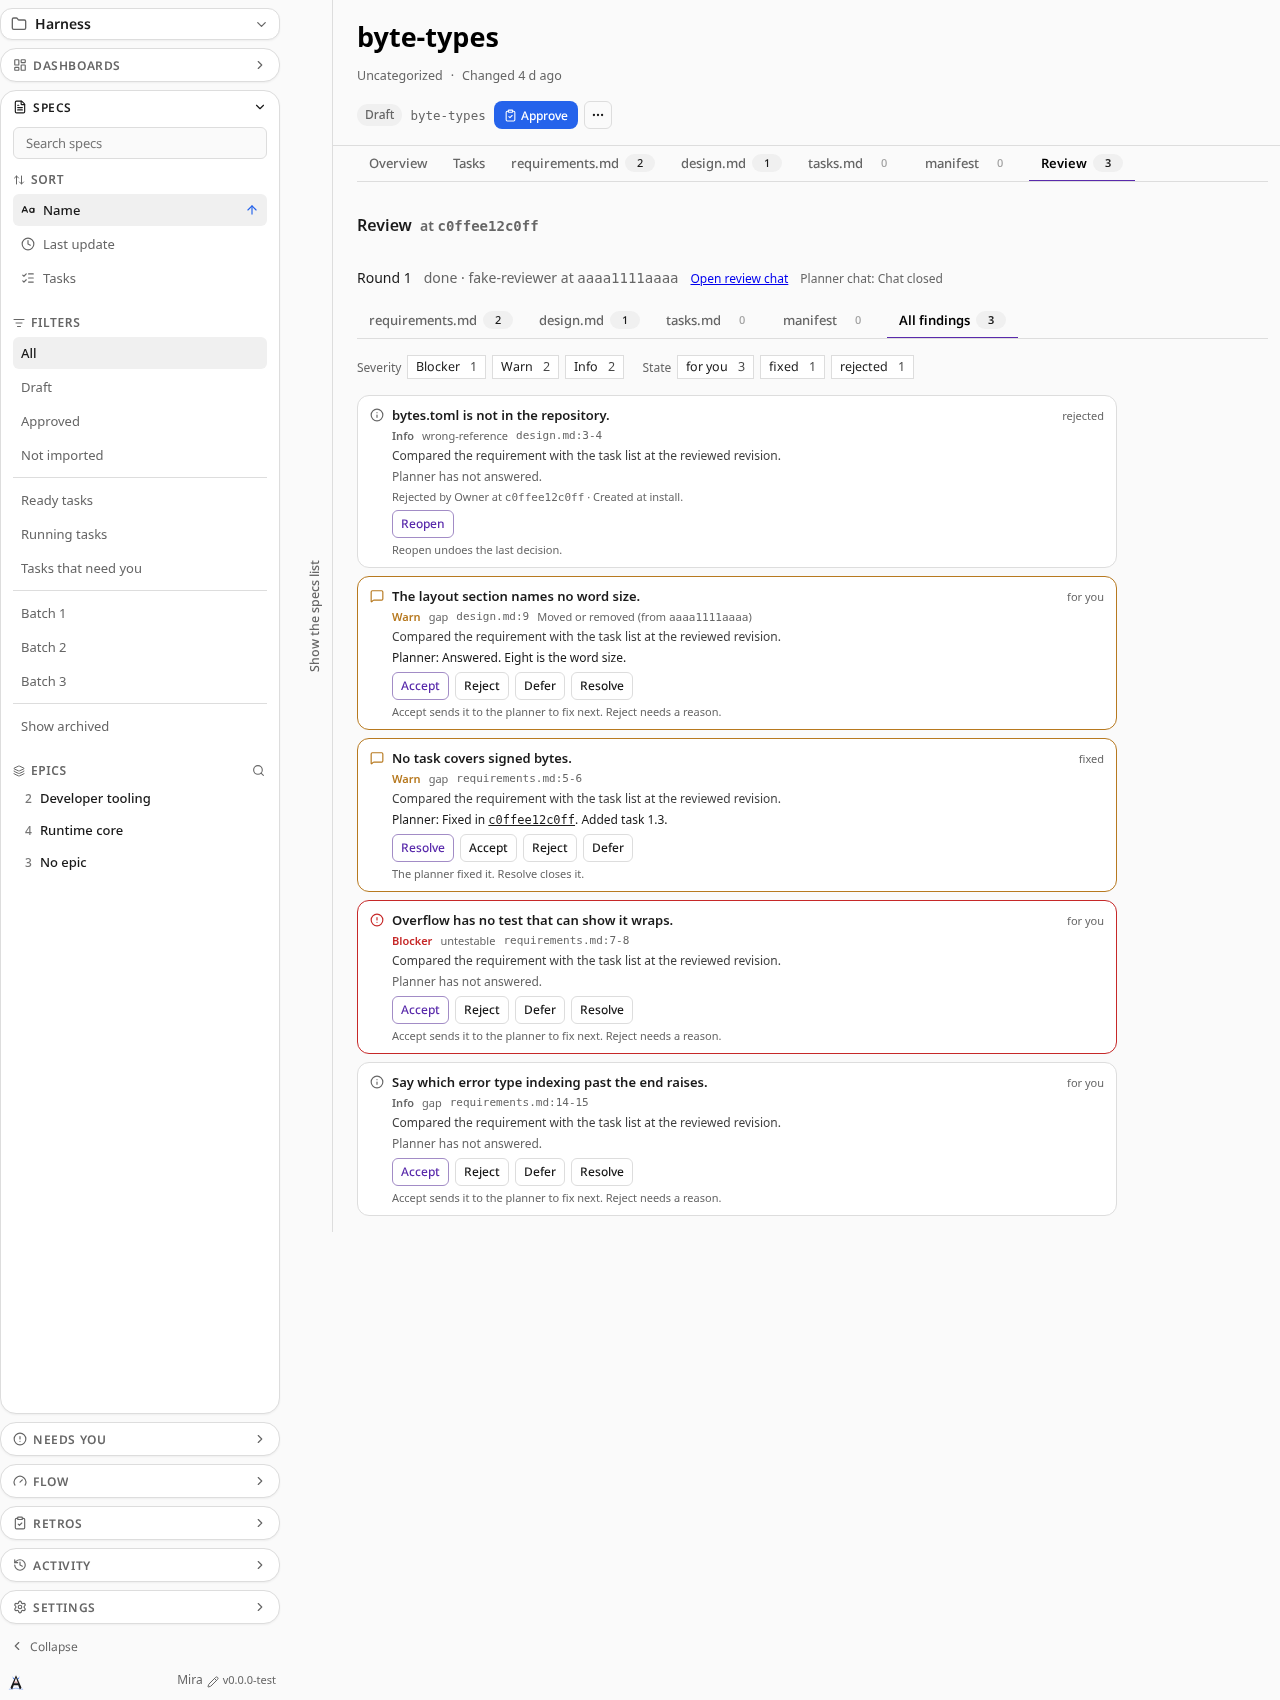 Harness
DASHBOARDS
SPECS
Search specs
SORT
Aa Name
Last update
Tasks
FILTERS
All
Draft
Approved
Not imported
Ready tasks
Running tasks
Tasks that need you
Batch 1
Batch 2
Batch 3
Show archived
EPICS
2 Developer tooling
4 Runtime core
3 No epic
NEEDS YOU
FLOW
RETROS
ACTIVITY
SETTINGS
Collapse
A
Mira v0.0.0-test
Show the specs list
byte-types
Uncategorized · Changed 4 d ago
Draft byte-types Approve
Overview Tasks requirements.md 2 design.md 1 tasks.md 0 manifest 0 Review 3
Review at c0ffee12c0ff
Round 1 done · fake-reviewer at aaaa1111aaaa Open review chat Planner chat: Chat closed
requirements.md 2 design.md 1 tasks.md 0 manifest 0 All findings 3
Severity Blocker 1 Warn 2 Info 2 State for you 3 fixed 1 rejected 1
bytes.toml is not in the repository. rejected
Info wrong-reference design.md:3-4
Compared the requirement with the task list at the reviewed revision.
Planner has not answered.
Rejected by Owner at c0ffee12c0ff · Created at install.
Reopen
Reopen undoes the last decision.
The layout section names no word size. for you
Warn gap design.md:9 Moved or removed (from aaaa1111aaaa)
Compared the requirement with the task list at the reviewed revision.
Planner: Answered. Eight is the word size.
Accept Reject Defer Resolve
Accept sends it to the planner to fix next. Reject needs a reason.
No task covers signed bytes. fixed
Warn gap requirements.md:5-6
Compared the requirement with the task list at the reviewed revision.
Planner: Fixed in c0ffee12c0ff. Added task 1.3.
Resolve Accept Reject Defer
The planner fixed it. Resolve closes it.
Overflow has no test that can show it wraps. for you
Blocker untestable requirements.md:7-8
Compared the requirement with the task list at the reviewed revision.
Planner has not answered.
Accept Reject Defer Resolve
Accept sends it to the planner to fix next. Reject needs a reason.
Say which error type indexing past the end raises. for you
Info gap requirements.md:14-15
Compared the requirement with the task list at the reviewed revision.
Planner has not answered.
Accept Reject Defer Resolve
Accept sends it to the planner to fix next. Reject needs a reason.